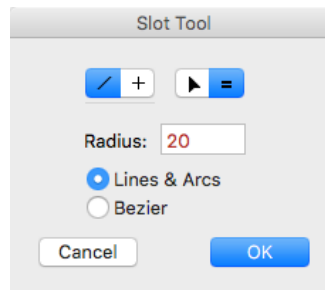 Slot Tool
Radius: 20
Lines & Arcs
Bezier
Cancel OK